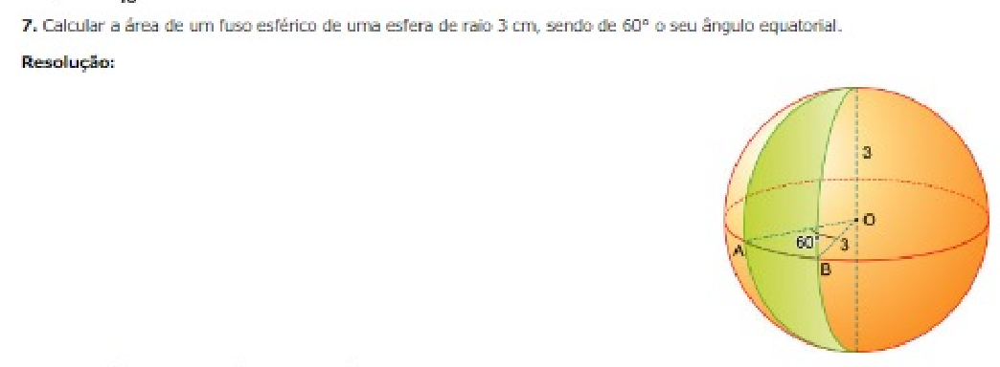 7. Calcular a área de um fuso esférico de uma esfera de raio 3 cm, sendo de 60° o seu ângulo equatorial.
Resolução:
3
O
60°
3
A
B